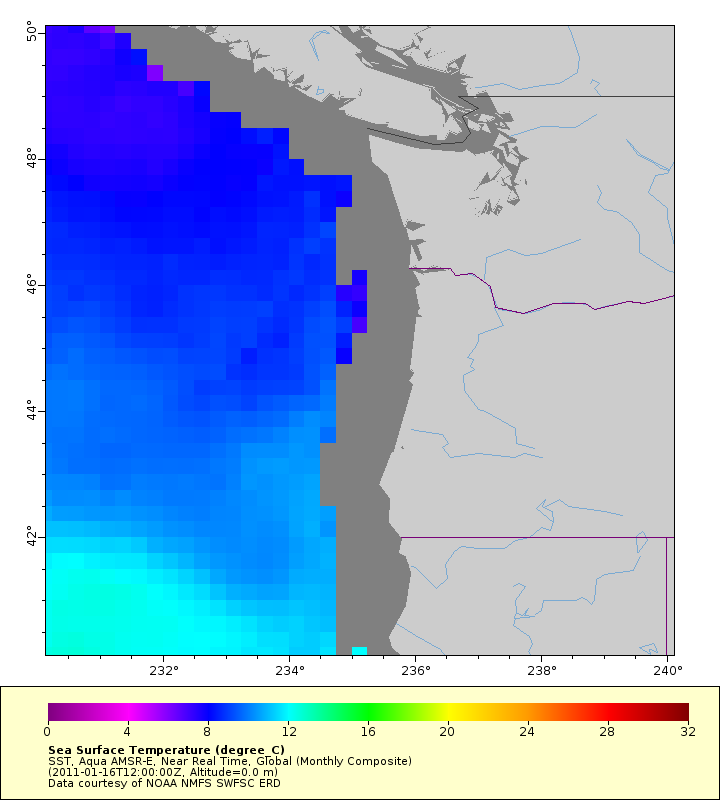 50°
48°
46°
44°
42°
232° 234° 236° 238° 240°
0 4 8 12 16 20 24 28 32
Sea Surface Temperature (degree_C)
SST, Aqua AMSR-E, Near Real Time, Global (Monthly Composite)
(2011-01-16T12:00:00Z, Altitude=0.0 m)
Data courtesy of NOAA NMFS SWFSC ERD